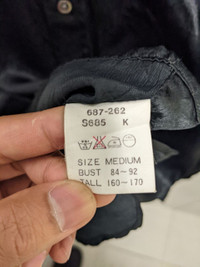 687-262
S685 K
SIZE MEDIUM
BUST 84-92
TALL 160-170